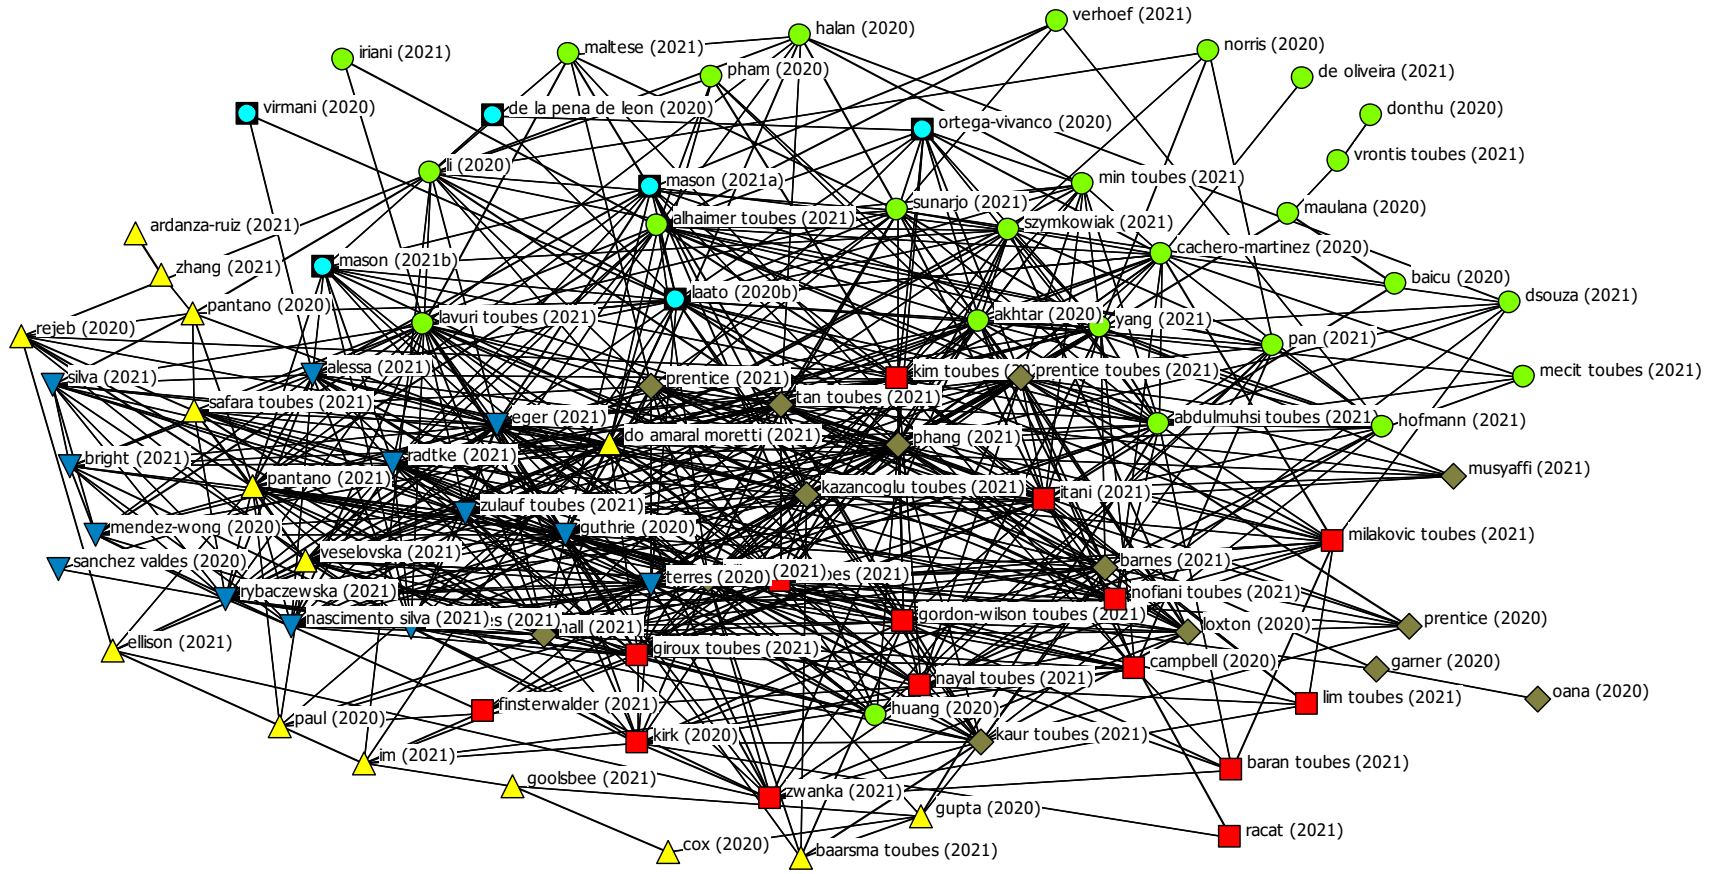 verhoef (2021)
halan (2020)
norris (2020)
maltese (2021)
iriani (2021)
pham (2020)
de oliveira (2021)
virmani (2020)
de la pena de leon (2020)
donthu (2020)
ortega-vivanco (2020)
vrontis toubes (2021)
li (2020)
mason (2021a)
min toubes (2021)
sunarjo (2021)
maulana (2020)
alhaimer toubes (2021)
szymkowiak (2021)
ardanza-ruiz (2021)
cachero-martinez (2020)
mason (2021b)
zhang (2021)
baicu (2020)
laato (2020b)
dsouza (2021)
pantano (2020)
lavuri toubes (2021)
akhtar (2020)
yang (2021)
rejeb (2020)
pan (2021)
alessa (2021)
silva (2021)
prentice (2021)
kim toubes
prentice toubes (2021)
mecit toubes (2021)
safara toubes (2021)
tan toubes (2021)
eger (2021)
abdulmuhsi toubes (2021)
hofmann (2021)
do amaral moretti (2021)
phang (2021)
bright (2021)
radtke (2021)
musyaffi (2021)
pantano (2021)
kazancoglu toubes (2021)
itani (2021)
zulauf toubes (2021)
mendez-wong (2020)
guthrie (2020)
milakovic toubes (2021)
veselovska (2021)
sanchez valdes (2020)
barnes (2021)
terres (2020)
(2021)
(2021)
rybaczewska (2021)
nofiani toubes (2021)
nascimento silva (2021)
(2021)
hall (2021)
gordon-wilson toubes (2021)
loxton (2020)
prentice (2020)
ellison (2021)
giroux toubes (2021)
campbell (2020)
garner (2020)
nayal toubes (2021)
oana (2020)
finsterwalder (2021)
huang (2020)
lim toubes (2021)
paul (2020)
kirk (2020)
kaur toubes (2021)
im (2021)
baran toubes (2021)
goolsbee (2021)
zwanka (2021)
gupta (2020)
racat (2021)
cox (2020)
baarsma toubes (2021)